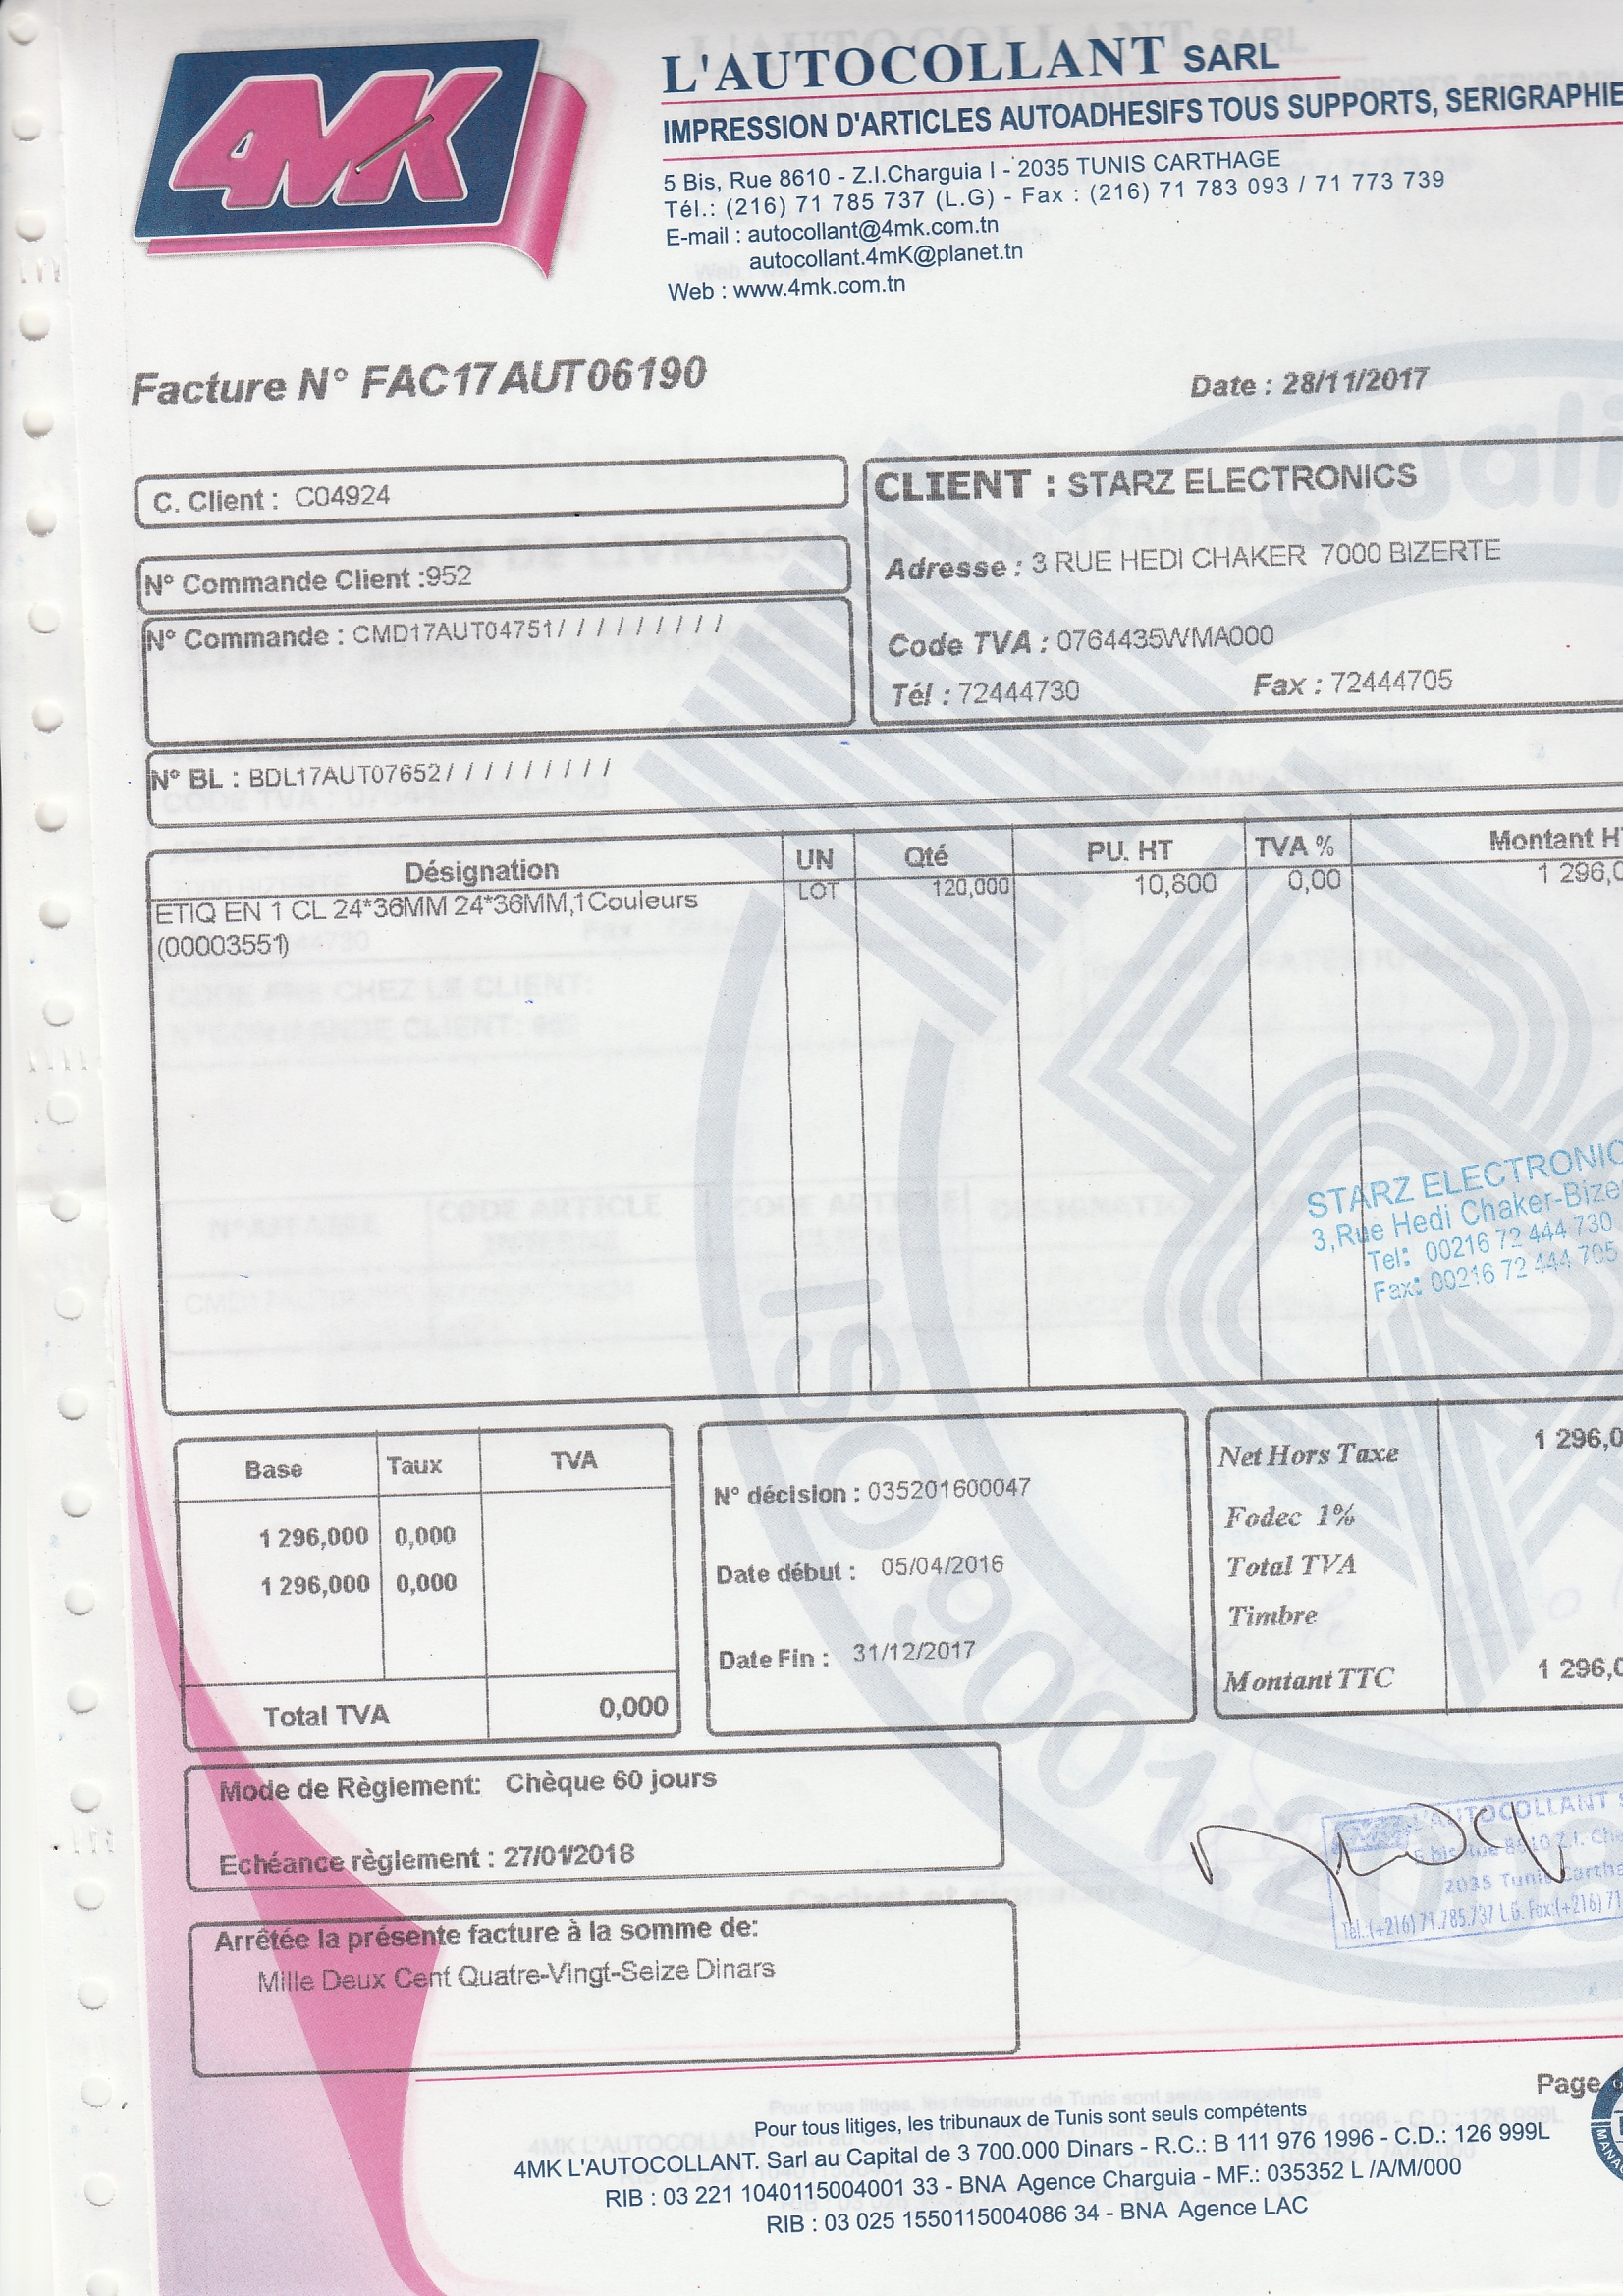 4MK
L'AUTOCOLLANT SARL
IMPRESSION D'ARTICLES AUTOADHESIFS TOUS SUPPORTS, SERIGRAPHIE
5 Bis, Rue 8610 - Z.I.Charguia I - 2035 TUNIS CARTHAGE
Tél.: (216) 71 785 737 (L.G) - Fax : (216) 71 783 093 / 71 773 739
E-mail : autocollant@4mk.com.tn
autocollant.4mK@planet.tn
Web : www.4mk.com.tn
Facture N° FAC17AUT06190
Date : 28/11/2017
C. Client : C04924
N° Commande Client :952
N° Commande : CMD17AUT04751/ / / / / / / / /
CLIENT : STARZ ELECTRONICS
Adresse : 3 RUE HEDI CHAKER 7000 BIZERTE
Code TVA : 0764435WMA000
Tél : 72444730 Fax : 72444705
N° BL : BDL17AUT07652/ / / / / / / / /
Désignation UN Qté PU. HT TVA % Montant H
ETIQ EN 1 CL 24*36MM 24*36MM,1Couleurs LOT 120,000 10,800 0,00 1 296,0
(00003551)
STARZ ELECTRONIC
3,Rue Hedi Chaker-Bize
Tel: 00216 72 444 730
Fax: 00216 72 444 705
Base Taux TVA
1 296,000 0,000
1 296,000 0,000
Total TVA 0,000
N° décision : 035201600047
Date début : 05/04/2016
Date Fin : 31/12/2017
Net Hors Taxe 1 296,0
Fodec 1%
Total TVA
Timbre
Montant TTC 1 296,0
Mode de Règlement: Chèque 60 jours
Echéance règlement : 27/01/2018
L'AUTOCOLLANT
5 bis, rue 8610 Z.I. Ch
2035 Tunis Cartha
Tél.:(+216) 71.785.737 L.G. Fax:(+216) 71
Arrêtée la présente facture à la somme de:
Mille Deux Cent Quatre-Vingt-Seize Dinars
Page
Pour tous litiges, les tribunaux de Tunis sont seuls compétents
4MK L'AUTOCOLLANT. Sarl au Capital de 3 700.000 Dinars - R.C.: B 111 976 1996 - C.D.: 126 999L
RIB : 03 221 1040115004001 33 - BNA Agence Charguia - MF.: 035352 L /A/M/000
RIB : 03 025 1550115004086 34 - BNA Agence LAC